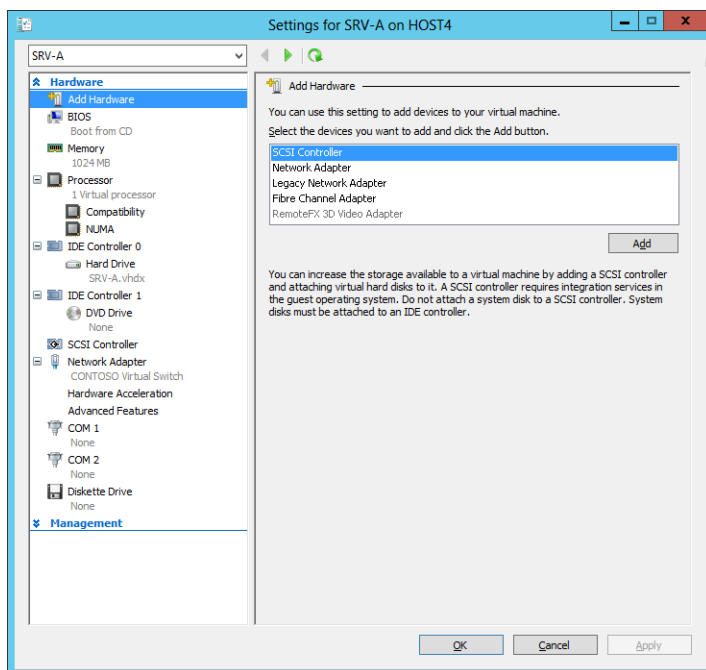 Settings for SRV-A on HOST4
SRV-A
Hardware
Add Hardware
BIOS
Boot from CD
Memory
1024 MB
Processor
1 Virtual processor
Compatibility
NUMA
IDE Controller 0
Hard Drive
SRV-A.vhdx
IDE Controller 1
DVD Drive
None
SCSI Controller
Network Adapter
CONTOSO Virtual Switch
Hardware Acceleration
Advanced Features
COM 1
None
COM 2
None
Diskette Drive
None
Management
Add Hardware
You can use this setting to add devices to your virtual machine.
Select the devices you want to add and click the Add button.
SCSI Controller
Network Adapter
Legacy Network Adapter
Fibre Channel Adapter
RemoteFX 3D Video Adapter
Add
You can increase the storage available to a virtual machine by adding a SCSI controller
and attaching virtual hard disks to it. A SCSI controller requires integration services in
the guest operating system. Do not attach a system disk to a SCSI controller. System
disks must be attached to an IDE controller.
OK
Cancel
Apply